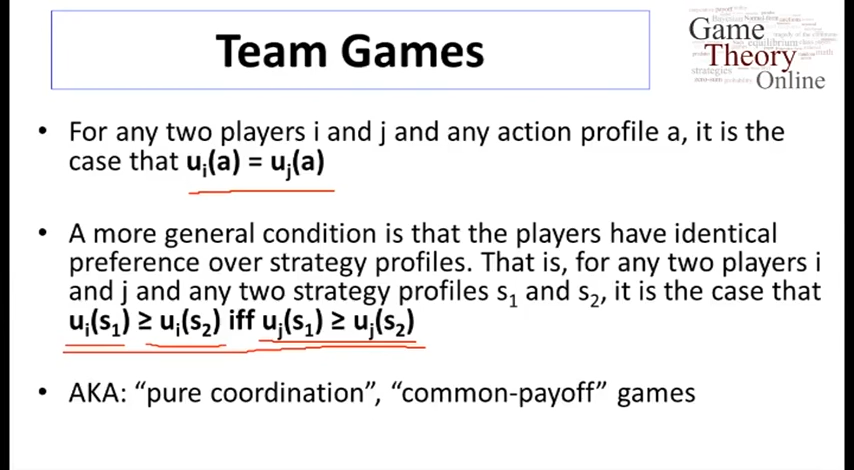 Team Games
Game
Theory
Online
equilibrium
strategies
• For any two players i and j and any action profile a, it is the
case that uᵢ(a) = uⱼ(a)
• A more general condition is that the players have identical
preference over strategy profiles. That is, for any two players i
and j and any two strategy profiles s₁ and s₂, it is the case that
uᵢ(s₁) ≥ uᵢ(s₂) iff uⱼ(s₁) ≥ uⱼ(s₂)
• AKA: “pure coordination”, “common-payoff” games